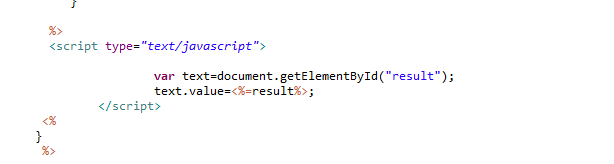 }
%>
<script type="text/javascript">
var text=document.getElementById("result");
text.value=<%=result%>;
</script>
<%
}
%>